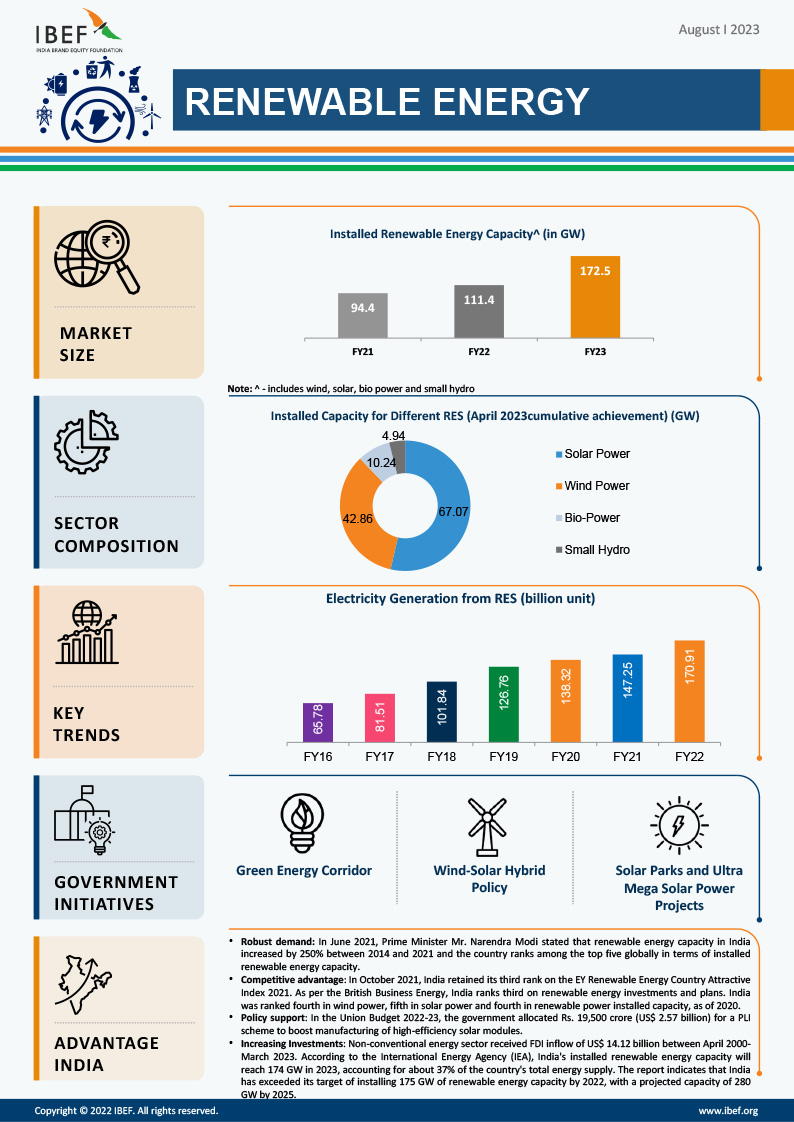 IBEF
INDIA BRAND EQUITY FOUNDATION
August I 2023
RENEWABLE ENERGY
₹
MARKET
SIZE
Installed Renewable Energy Capacity^ (in GW)
94.4
111.4
172.5
FY21
FY22
FY23
Note: ^ - includes wind, solar, bio power and small hydro
SECTOR
COMPOSITION
Installed Capacity for Different RES (April 2023cumulative achievement) (GW)
4.94
10.24
42.86
67.07
Solar Power
Wind Power
Bio-Power
Small Hydro
KEY
TRENDS
Electricity Generation from RES (billion unit)
65.78
81.51
101.84
126.76
138.32
147.25
170.91
FY16
FY17
FY18
FY19
FY20
FY21
FY22
GOVERNMENT
INITIATIVES
Green Energy Corridor
Wind-Solar Hybrid
Policy
Solar Parks and Ultra
Mega Solar Power
Projects
ADVANTAGE
INDIA
• Robust demand: In June 2021, Prime Minister Mr. Narendra Modi stated that renewable energy capacity in India
increased by 250% between 2014 and 2021 and the country ranks among the top five globally in terms of installed
renewable energy capacity.
• Competitive advantage: In October 2021, India retained its third rank on the EY Renewable Energy Country Attractive
Index 2021. As per the British Business Energy, India ranks third on renewable energy investments and plans. India
was ranked fourth in wind power, fifth in solar power and fourth in renewable power installed capacity, as of 2020.
• Policy support: In the Union Budget 2022-23, the government allocated Rs. 19,500 crore (US$ 2.57 billion) for a PLI
scheme to boost manufacturing of high-efficiency solar modules.
• Increasing Investments: Non-conventional energy sector received FDI inflow of US$ 14.12 billion between April 2000-
March 2023. According to the International Energy Agency (IEA), India's installed renewable energy capacity will
reach 174 GW in 2023, accounting for about 37% of the country's total energy supply. The report indicates that India
has exceeded its target of installing 175 GW of renewable energy capacity by 2022, with a projected capacity of 280
GW by 2025.
Copyright © 2022 IBEF. All rights reserved.
www.ibef.org